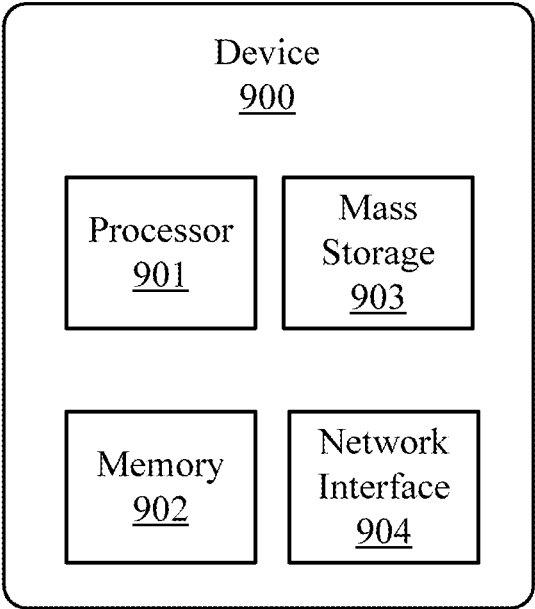 Device
900
Processor
901
Mass
Storage
903
Memory
902
Network
Interface
904